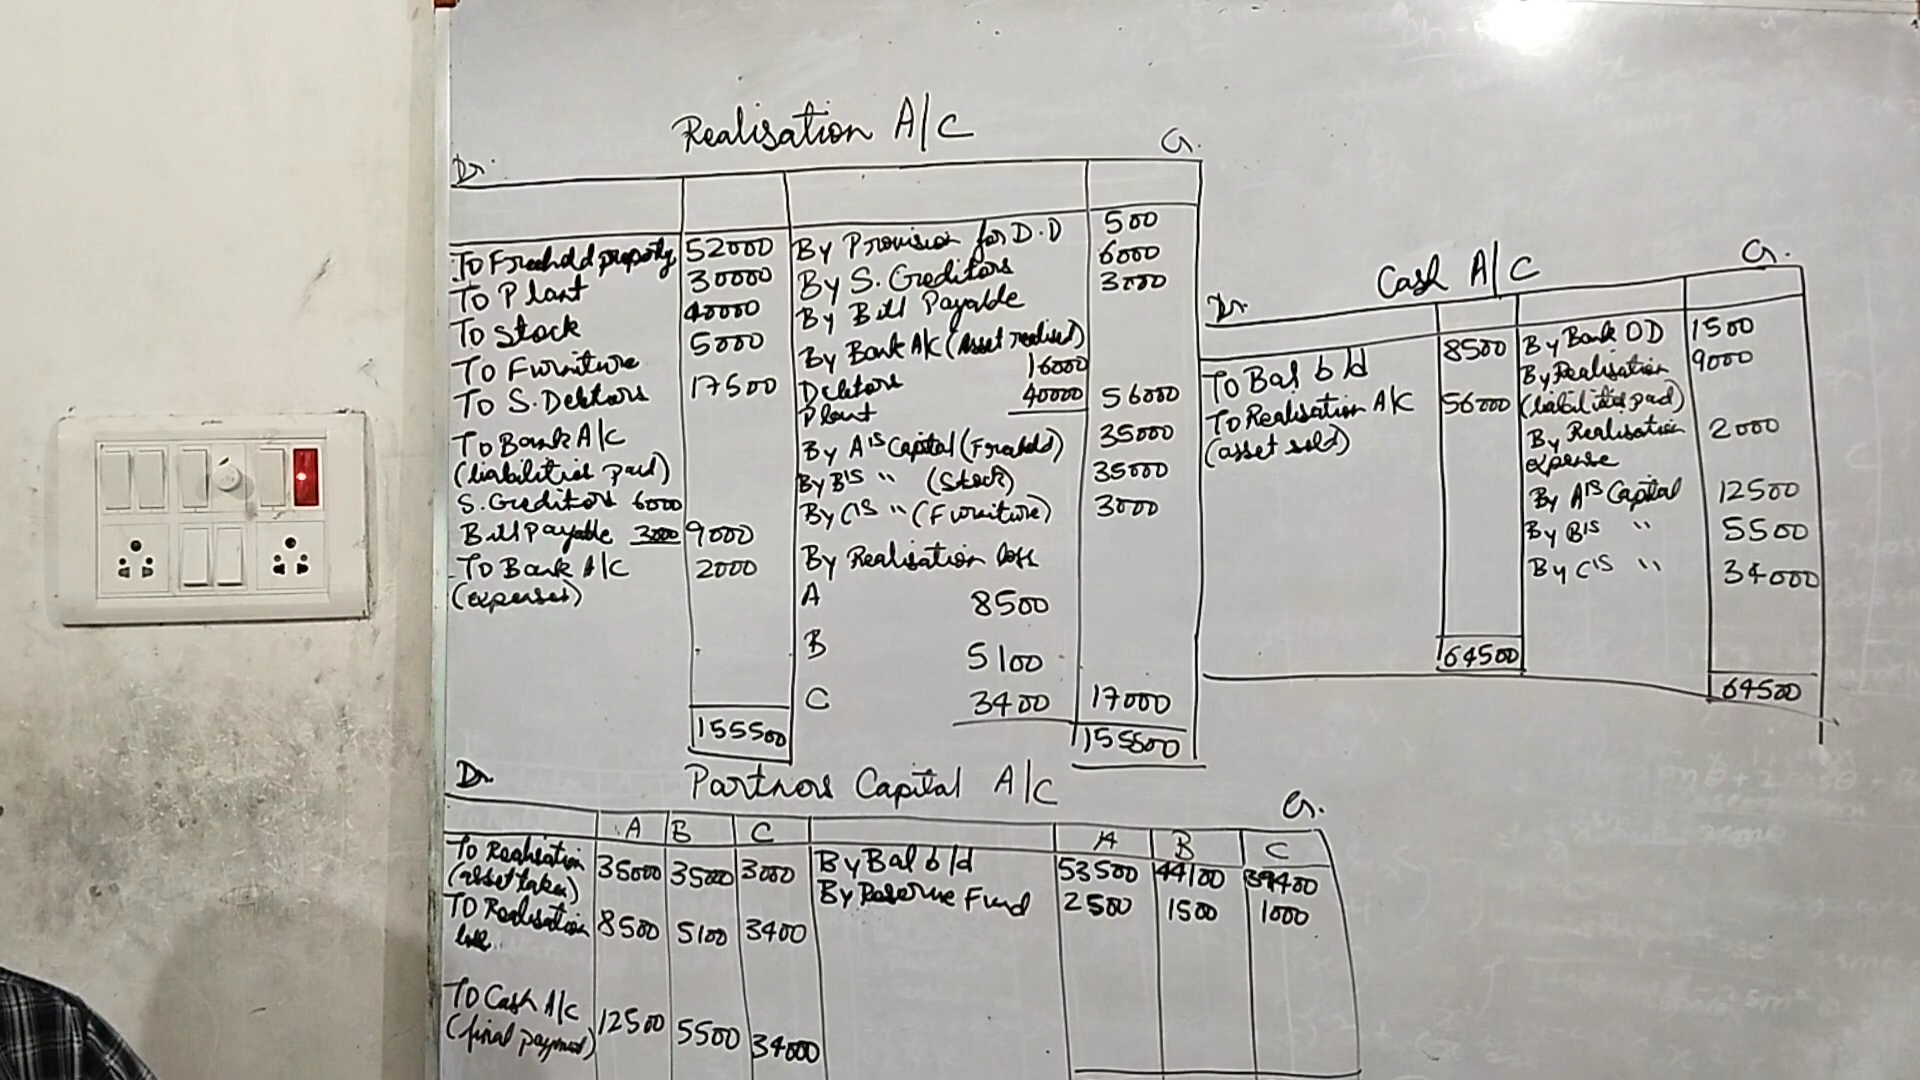 Realisation A/C
Dr. Cr.
To Freehold property 52000 By Provision for D.D 500
To Plant 30000 By S. Creditors 6000
To Stock 40000 By Bill Payable 3000
To Furniture 5000 By Bank A/C (Asset realised)
To S. Debtors 17500 Debtors 16000
Plant 40000 56000
To Bank A/C By A's Capital (Freehold) 35000
(liabilities paid) By B's " (Stock) 35000
S. Creditors 6000 By C's " (Furniture) 3000
Bill Payable 3000 9000
To Bank A/C 2000 By Realisation loss
(expenses) A 8500
B 5100
C 3400 17000
155500 155500
Cash A/C
Dr. Cr.
To Bal b/d 8500 By Bank OD 1500
To Realisation A/C 56000 By Realisation 9000
(asset sold) (liabilities paid)
By Realisation 2000
expense
By A's Capital 12500
By B's " 5500
By C's " 34000
64500 64500
Dr. Partners Capital A/C Cr.
A B C A B C
To Realisation 35000 35000 3000 By Bal b/d 53500 44100 39400
(asset taken) By Reserve Fund 2500 1500 1000
To Realisation 8500 5100 3400
loss
To Cash A/C 12500 5500 34000
(final payment)